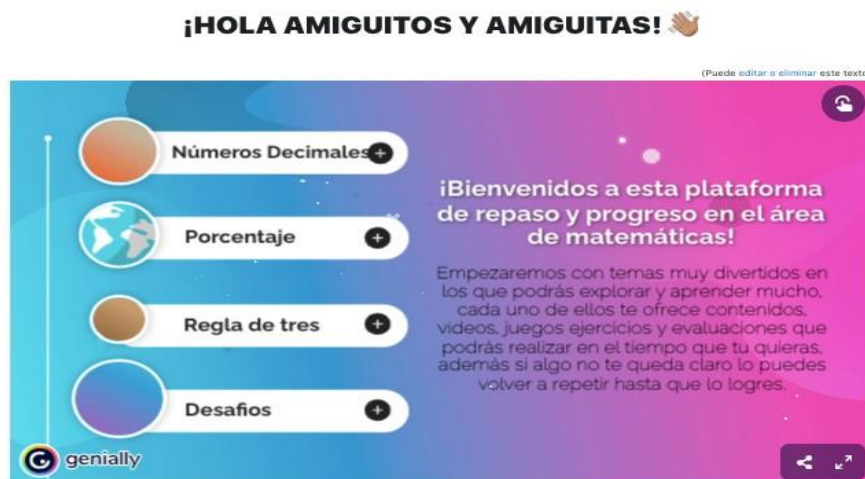 ¡HOLA AMIGUITOS Y AMIGUITAS! 👋🏽
(Puede editar o eliminar este texto
Números Decimales
Porcentaje
Regla de tres
Desafios
¡Bienvenidos a esta plataforma
de repaso y progreso en el área
de matemáticas!
Empezaremos con temas muy divertidos en
los que podrás explorar y aprender mucho,
cada uno de ellos te ofrece contenidos,
videos, juegos ejercicios y evaluaciones que
podrás realizar en el tiempo que tu quieras,
además si algo no te queda claro lo puedes
volver a repetir hasta que lo logres.
genially